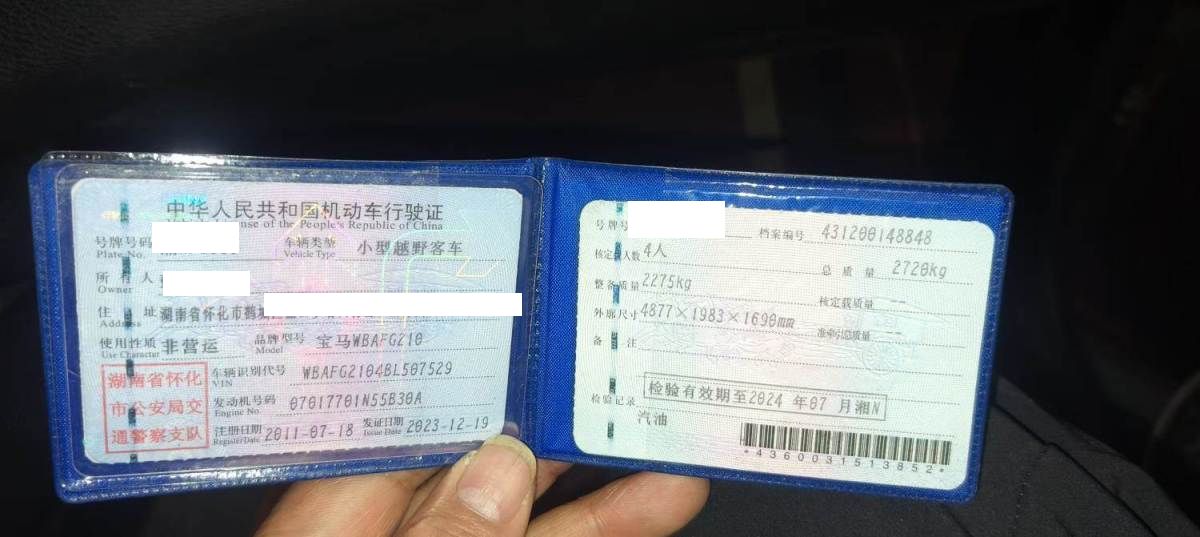 中华人民共和国机动车行驶证
use of the People's Republic of China
号牌号码
Plate No.
车辆类型 小型越野客车
Vehicle Type
所有人
Owner
住址 湖南省怀化市鹤
Address
使用性质 非营运 品牌型号 宝马WBAFG210
Use Character Model
湖南省怀化
市公安局交
通警察支队
车辆识别代号 WBAFG2104BL507529
VIN
发动机号码 07017701N55B30A
Engine No.
注册日期 2011-07-18 发证日期 2023-12-19
Register Date Issue Date
号牌号 档案编号 431200148848
核定载人数 4人 总质量 2720kg
整备质量 2275kg 核定载质量 --
外廓尺寸 4877×1983×1690mm 准牵总质量 --
备注
检验记录 检验有效期至2024年07月湘N
汽油
*4360031513852*